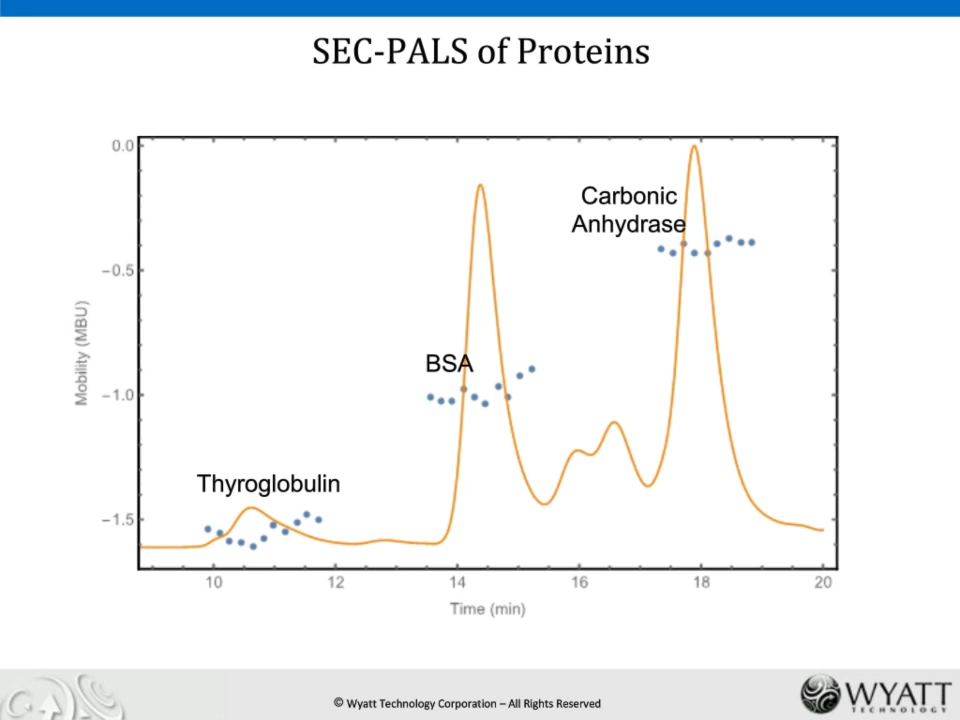 SEC-PALS of Proteins
0.0
Carbonic
Anhydrase
−0.5
Mobility (MBU)
BSA
−1.0
Thyroglobulin
−1.5
10 12 14 16 18 20
Time (min)
© Wyatt Technology Corporation – All Rights Reserved
WYATT
TECHNOLOGY